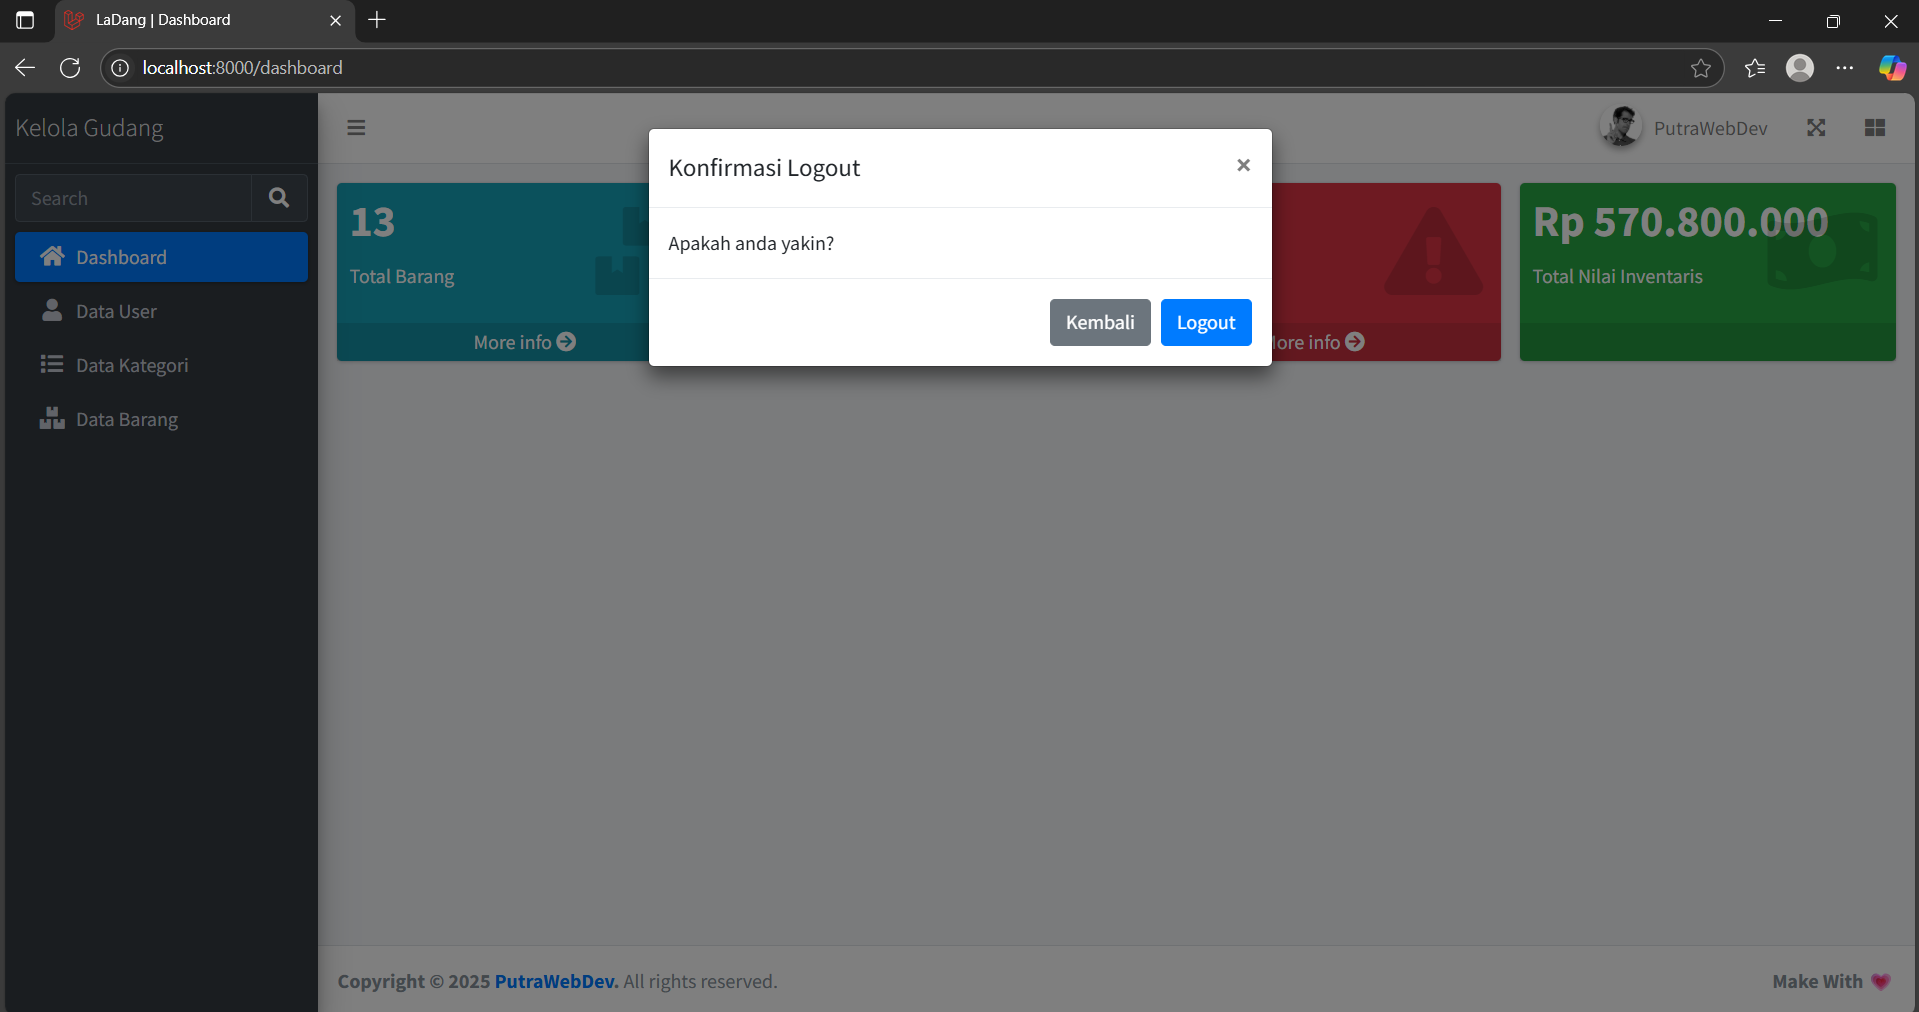 LaDang | Dashboard
localhost:8000/dashboard
Kelola Gudang
PutraWebDev
Search
Dashboard
Data User
Data Kategori
Data Barang
13
Total Barang
More info
Konfirmasi Logout
×
Apakah anda yakin?
Kembali
Logout
info
Rp 570.800.000
Total Nilai Inventaris
Copyright © 2025 PutraWebDev. All rights reserved.
Make With